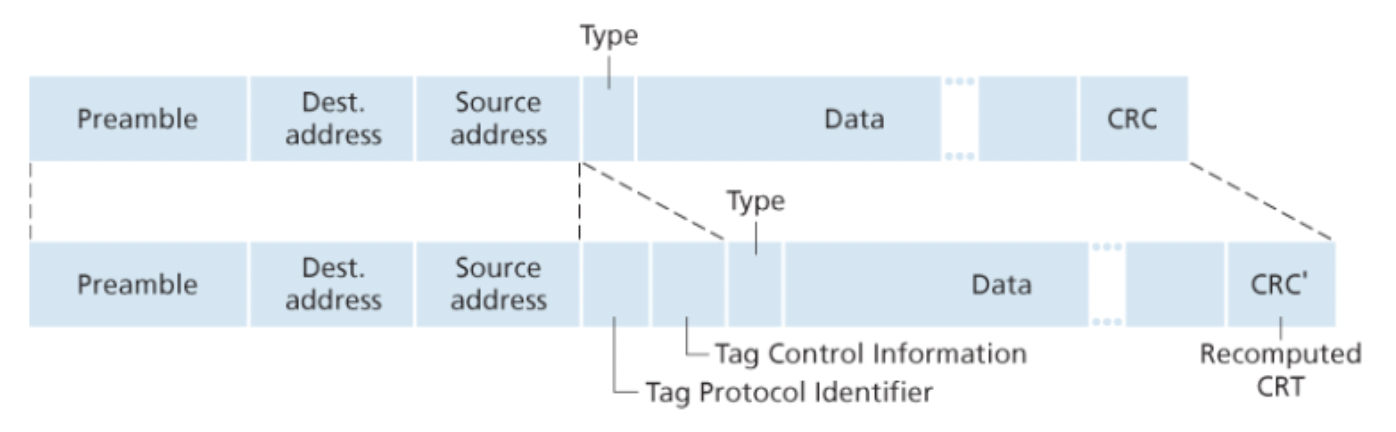 Type
Preamble
Dest.
address
Source
address
Data
CRC
Type
Preamble
Dest.
address
Source
address
Data
CRC'
Tag Control Information
Tag Protocol Identifier
Recomputed
CRT